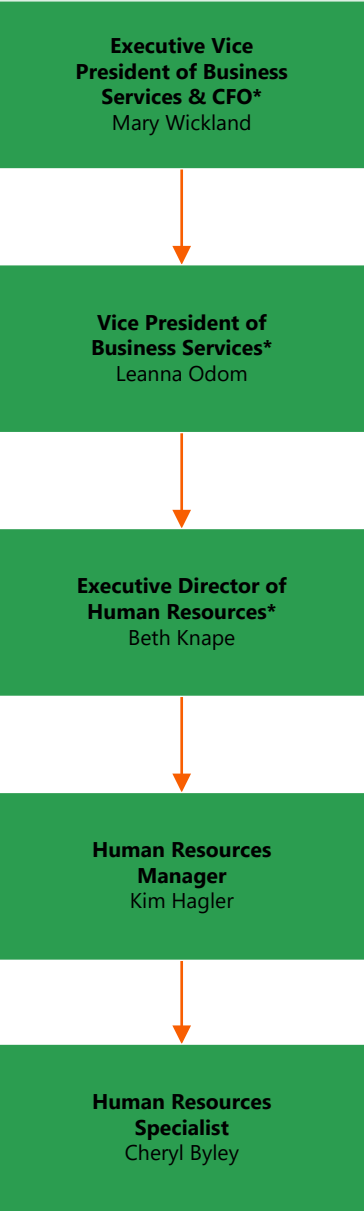 Executive Vice
President of Business
Services & CFO*
Mary Wickland
Vice President of
Business Services*
Leanna Odom
Executive Director of
Human Resources*
Beth Knape
Human Resources
Manager
Kim Hagler
Human Resources
Specialist
Cheryl Byley